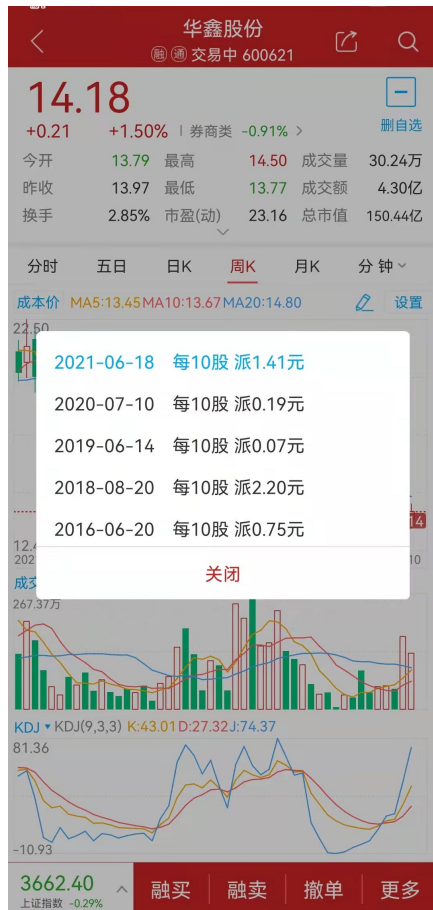 华鑫股份
融 通 交易中 600621
14.18
+0.21 +1.50% 券商类 -0.91% >
删自选
今开 13.79 最高 14.50 成交量 30.24万
昨收 13.97 最低 13.77 成交额 4.30亿
换手 2.85% 市盈(动) 23.16 总市值 150.44亿
分时 五日 日K 周K 月K 分钟
成本价 MA5:13.45 MA10:13.67 MA20:14.80 设置
22.50
2021-06-18 每10股 派1.41元
2020-07-10 每10股 派0.19元
2019-06-14 每10股 派0.07元
2018-08-20 每10股 派2.20元
2016-06-20 每10股 派0.75元
关闭
267.37万
KDJ KDJ(9,3,3) K:43.01 D:27.32 J:74.37
81.36
-10.93
3662.40
上证指数 -0.29%
融买 融卖 撤单 更多